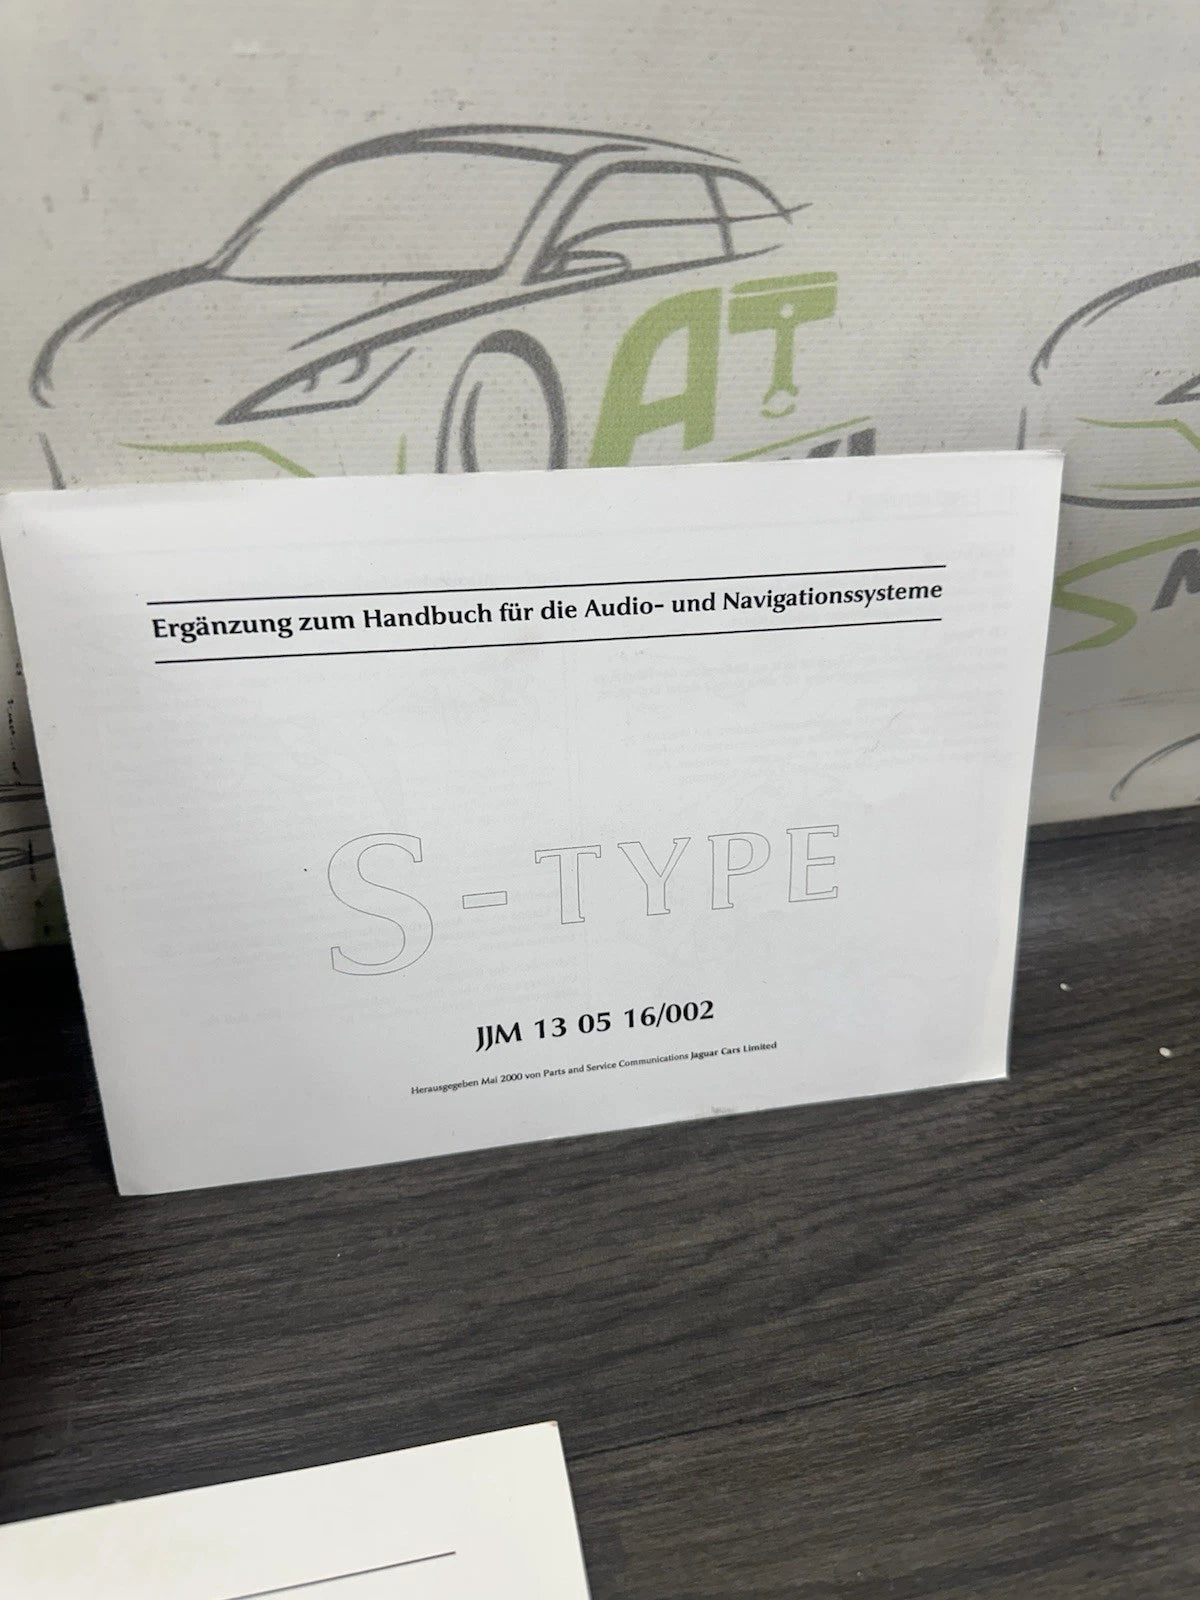 AT
Ergänzung zum Handbuch für die Audio- und Navigationssysteme
S-TYPE
JJM 13 05 16/002
Herausgegeben Mai 2000 von Parts and Service Communications Jaguar Cars Limited